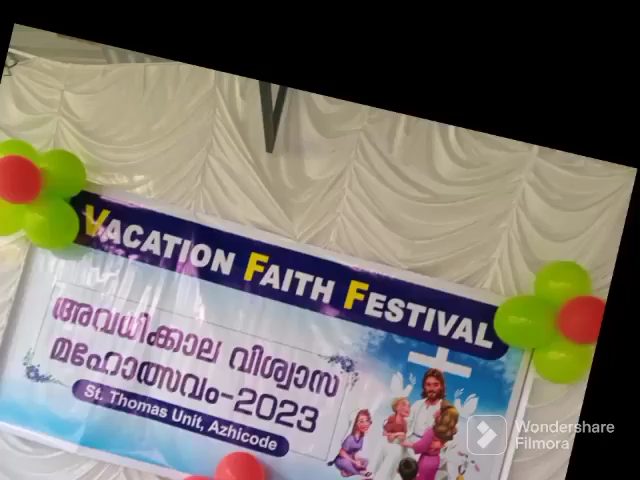 VACATION FAITH FESTIVAL
അവധിക്കാല വിശ്വാസ
മഹോത്സവം-2023
St. Thomas Unit, Azhicode
Wondershare
Filmora